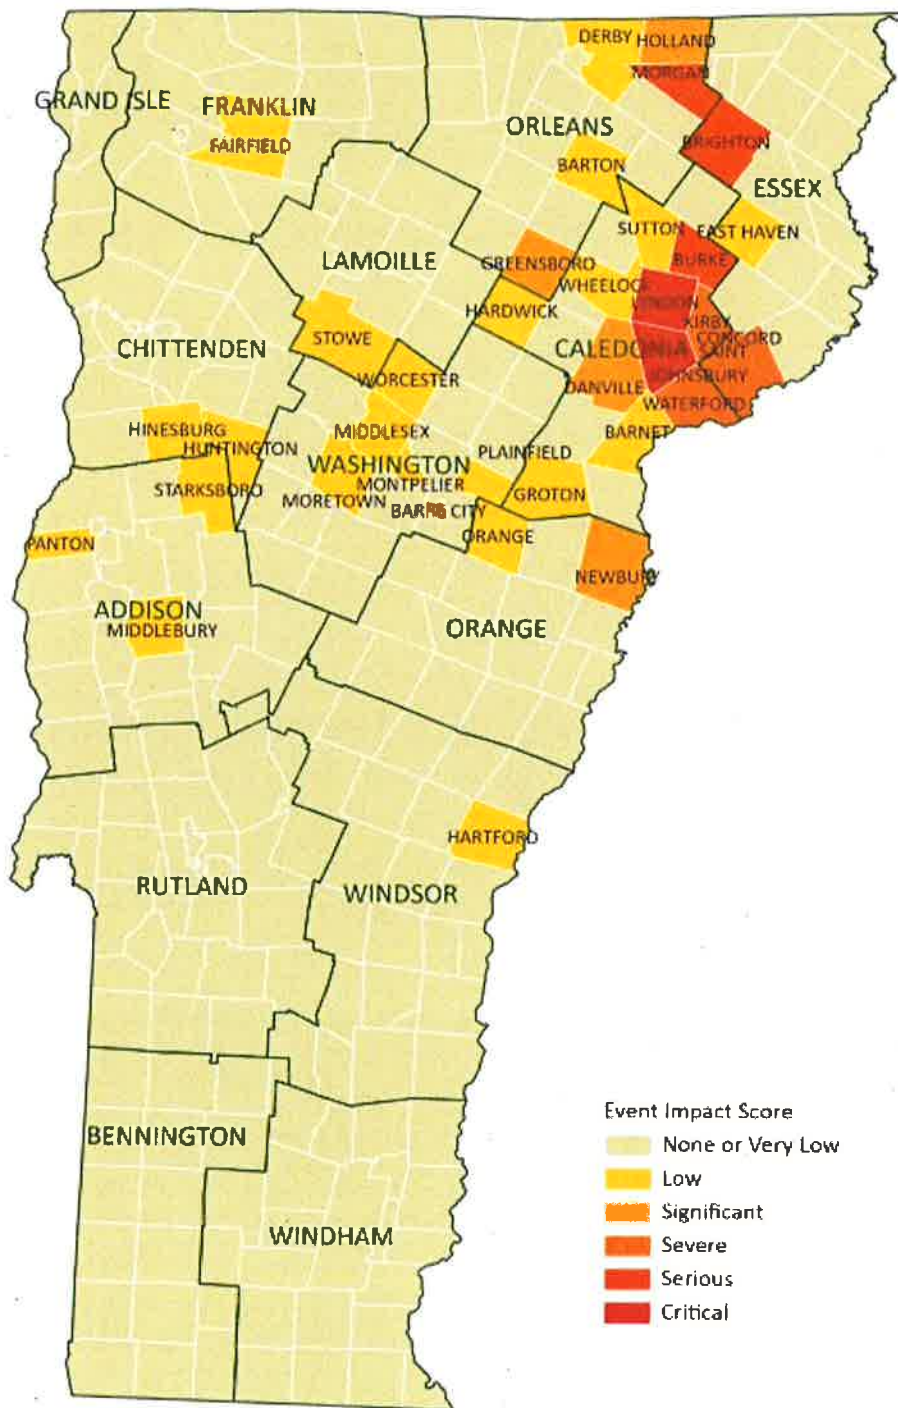 DERBY
HOLLAND
MORGAN
GRAND ISLE
FRANKLIN
FAIRFIELD
ORLEANS
BRIGHTON
BARTON
ESSEX
SUTTON
EAST HAVEN
LAMOILLE
GREENSBORO
BURKE
WHEELOCK
HARDWICK
LYNDON
KIRBY
STOWE
CHITTENDEN
CALEDONIA
CONCORD
SAINT
JOHNSBURY
WORCESTER
DANVILLE
WATERFORD
HINESBURG
HUNTINGTON
MIDDLESEX
BARNET
PLAINFIELD
WASHINGTON
MONTPELIER
STARKSBORO
MORETOWN
GROTON
BARRE CITY
PANTON
ORANGE
NEWBURY
ADDISON
MIDDLEBURY
ORANGE
HARTFORD
RUTLAND
WINDSOR
BENNINGTON
WINDHAM
Event Impact Score
None or Very Low
Low
Significant
Severe
Serious
Critical